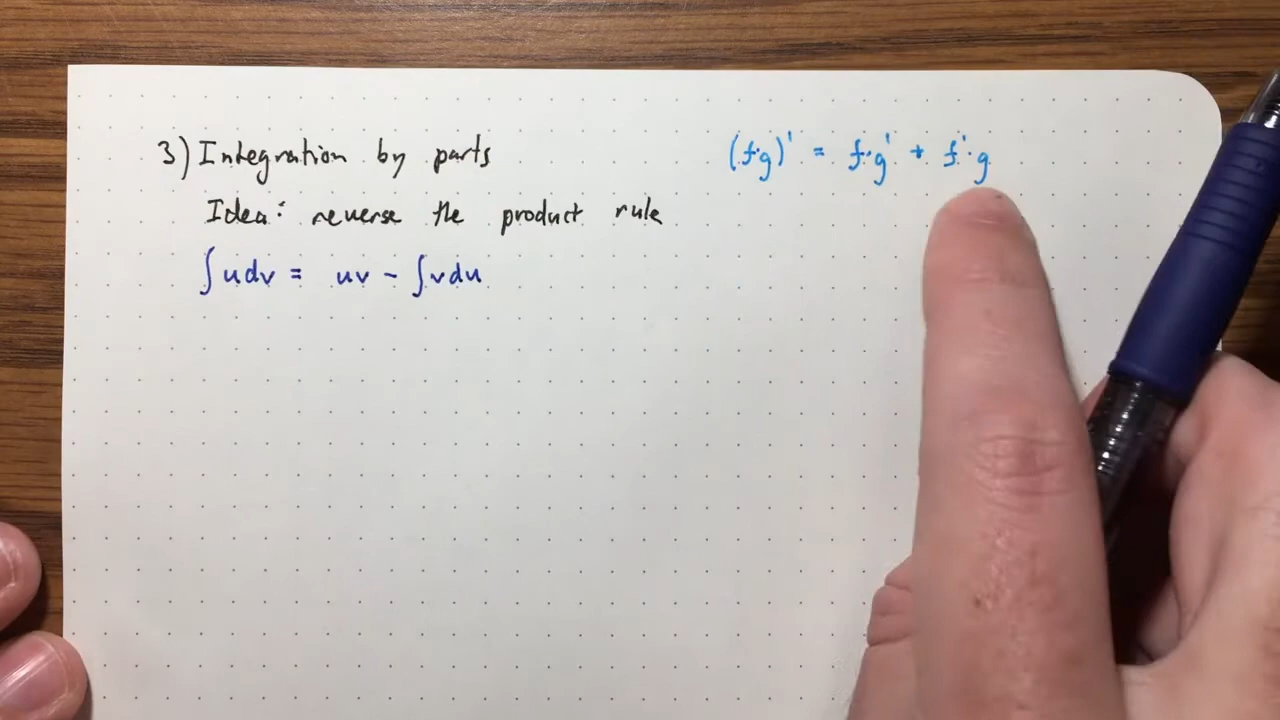 3) Integration by parts
(f·g)' = f·g' + f'·g
Idea: reverse the product rule
∫udv = uv - ∫vdu